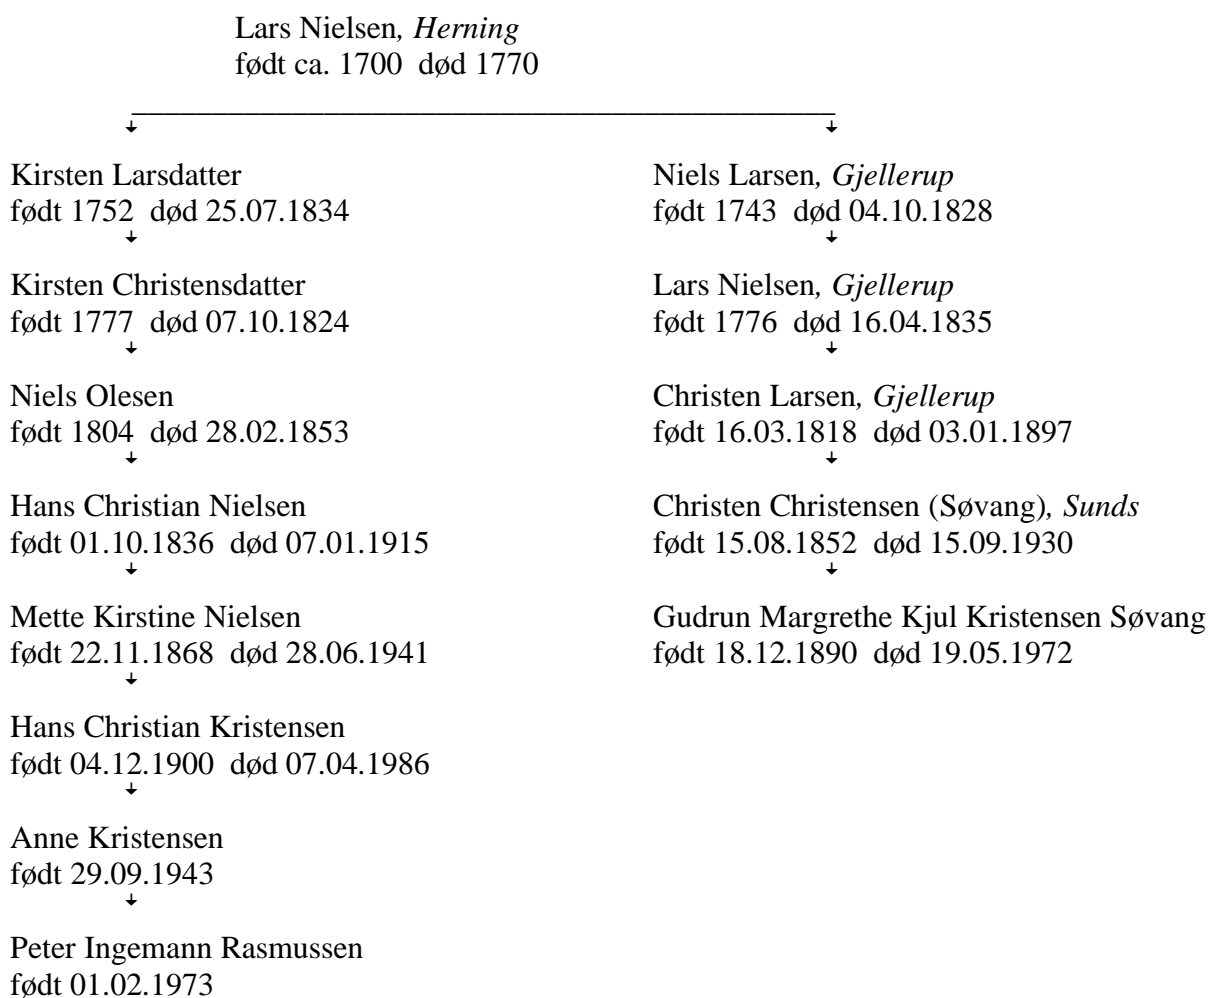 Lars Nielsen, Herning
født ca. 1700 død 1770
Kirsten Larsdatter
født 1752 død 25.07.1834
Kirsten Christensdatter
født 1777 død 07.10.1824
Niels Olesen
født 1804 død 28.02.1853
Hans Christian Nielsen
født 01.10.1836 død 07.01.1915
Mette Kirstine Nielsen
født 22.11.1868 død 28.06.1941
Hans Christian Kristensen
født 04.12.1900 død 07.04.1986
Anne Kristensen
født 29.09.1943
Peter Ingemann Rasmussen
født 01.02.1973
Niels Larsen, Gjellerup
født 1743 død 04.10.1828
Lars Nielsen, Gjellerup
født 1776 død 16.04.1835
Christen Larsen, Gjellerup
født 16.03.1818 død 03.01.1897
Christen Christensen (Søvang), Sunds
født 15.08.1852 død 15.09.1930
Gudrun Margrethe Kjul Kristensen Søvang
født 18.12.1890 død 19.05.1972